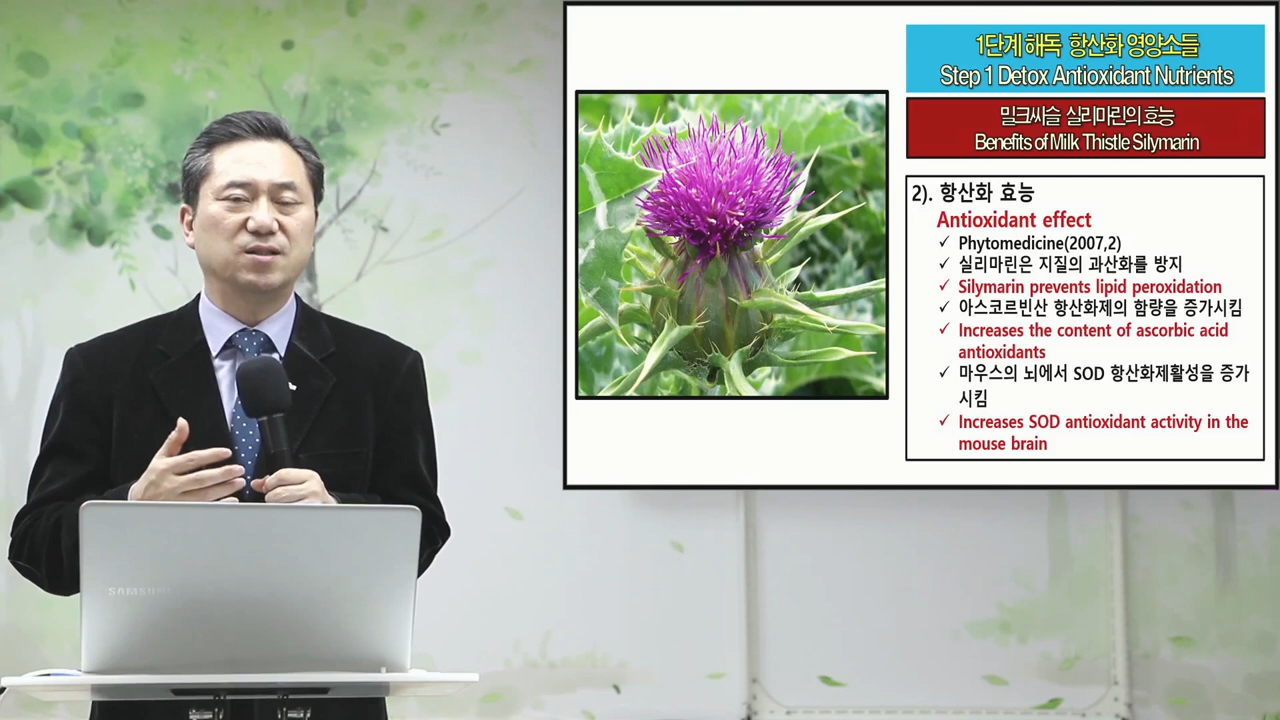 1단계 해독 항산화 영양소들
Step 1 Detox Antioxidant Nutrients
밀크씨슬 실리마린의 효능
Benefits of Milk Thistle Silymarin
2). 항산화 효능
Antioxidant effect
✓ Phytomedicine(2007,2)
✓ 실리마린은 지질의 과산화를 방지
✓ Silymarin prevents lipid peroxidation
✓ 아스코르빈산 항산화제의 함량을 증가시킴
✓ Increases the content of ascorbic acid
antioxidants
✓ 마우스의 뇌에서 SOD 항산화제활성을 증가
시킴
✓ Increases SOD antioxidant activity in the
mouse brain
SAMSUNG